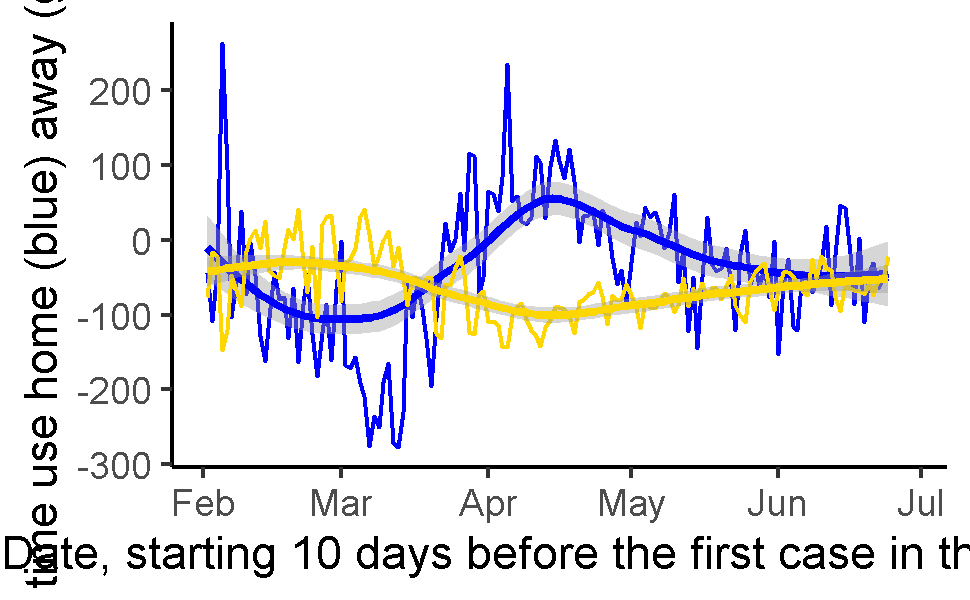 time use home (blue) away (
200
100
0
-100
-200
-300
Feb Mar Apr May Jun Jul
Date, starting 10 days before the first case in th